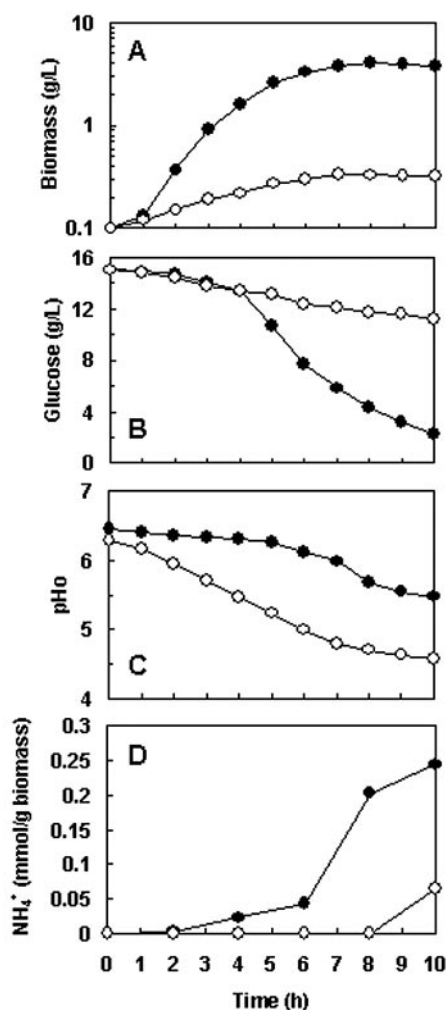 A
Biomass (g/L)
10
1
0.1
B
Glucose (g/L)
16
12
8
4
0
C
pHo
7
6
5
4
D
NH₄⁺ (mmol/g biomass)
0.3
0.25
0.2
0.15
0.1
0.05
0
0 1 2 3 4 5 6 7 8 9 10
Time (h)